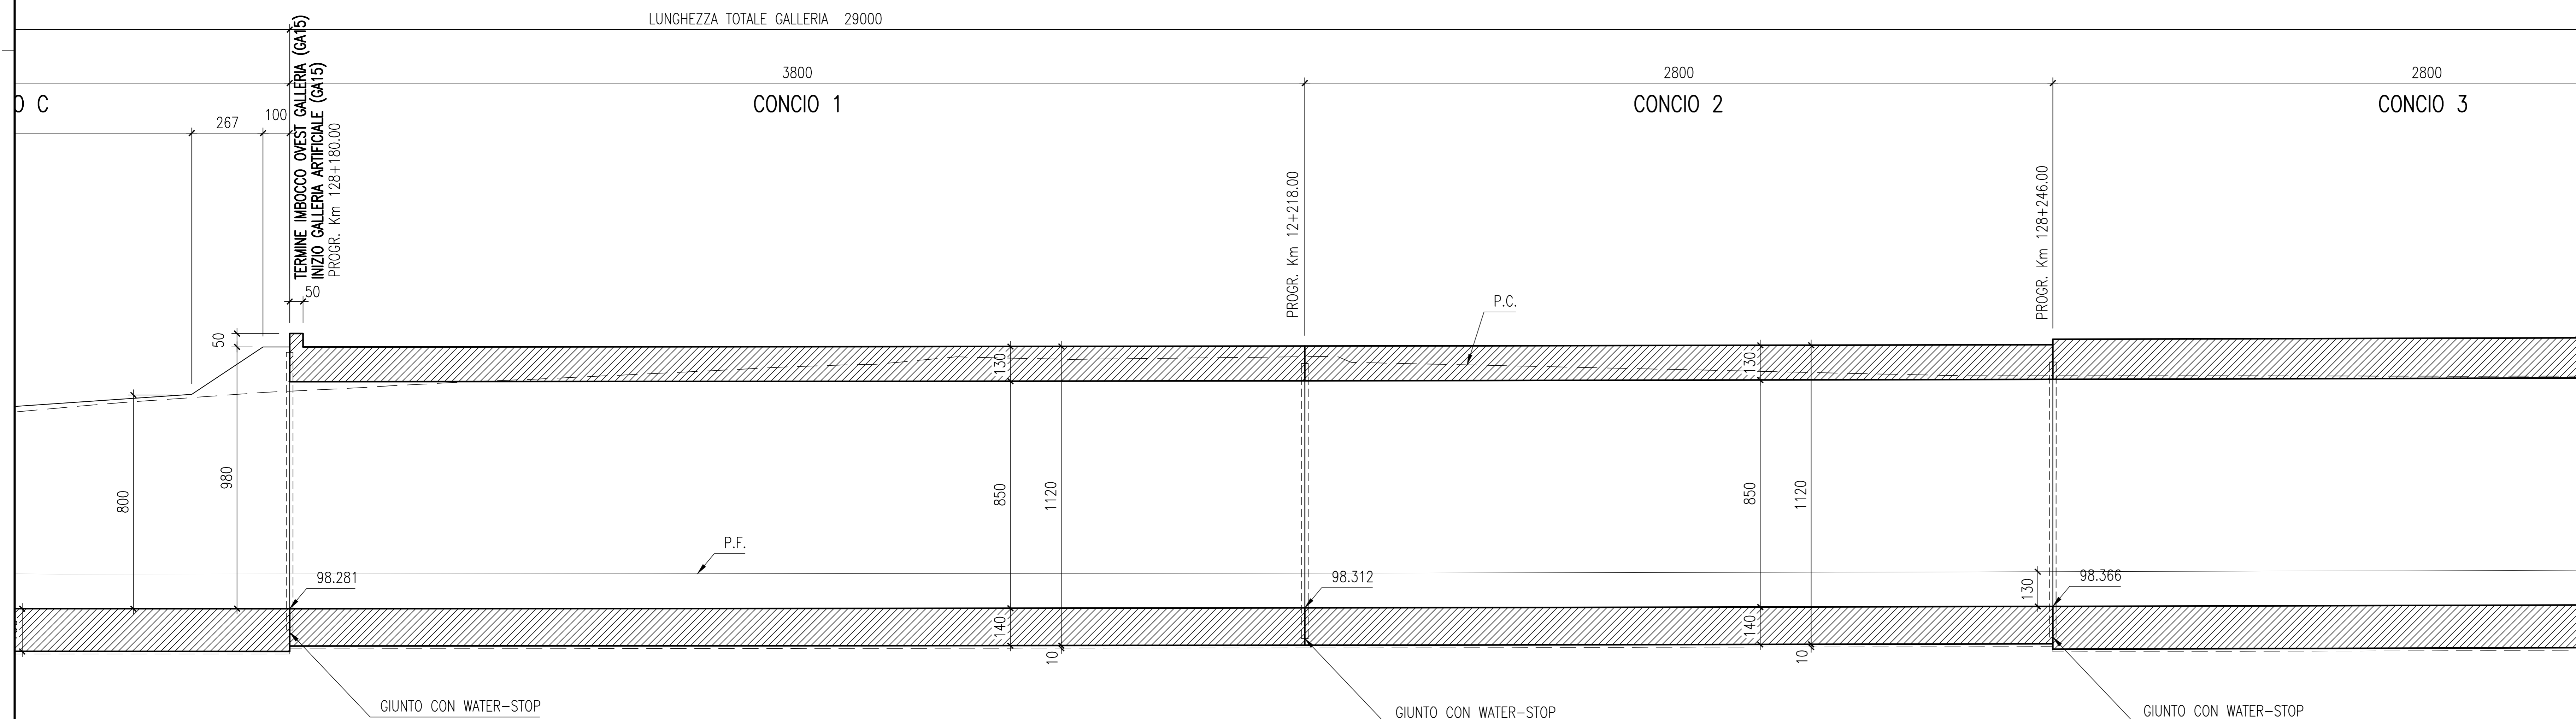 LUNGHEZZA TOTALE GALLERIA 29000
3800
2800
2800
CONCIO 1
CONCIO 2
CONCIO 3
O C
267
100
TERMINE IMBOCCO OVEST GALLERIA (GA15)
INIZIO GALLERIA ARTIFICIALE (GA15)
PROGR. Km 128+180.00
PROGR. Km 12+218.00
PROGR. Km 128+246.00
50
P.C.
50
130
130
980
800
850
1120
850
1120
P.F.
98.281
98.312
98.366
130
140
10
140
10
GIUNTO CON WATER-STOP
GIUNTO CON WATER-STOP
GIUNTO CON WATER-STOP